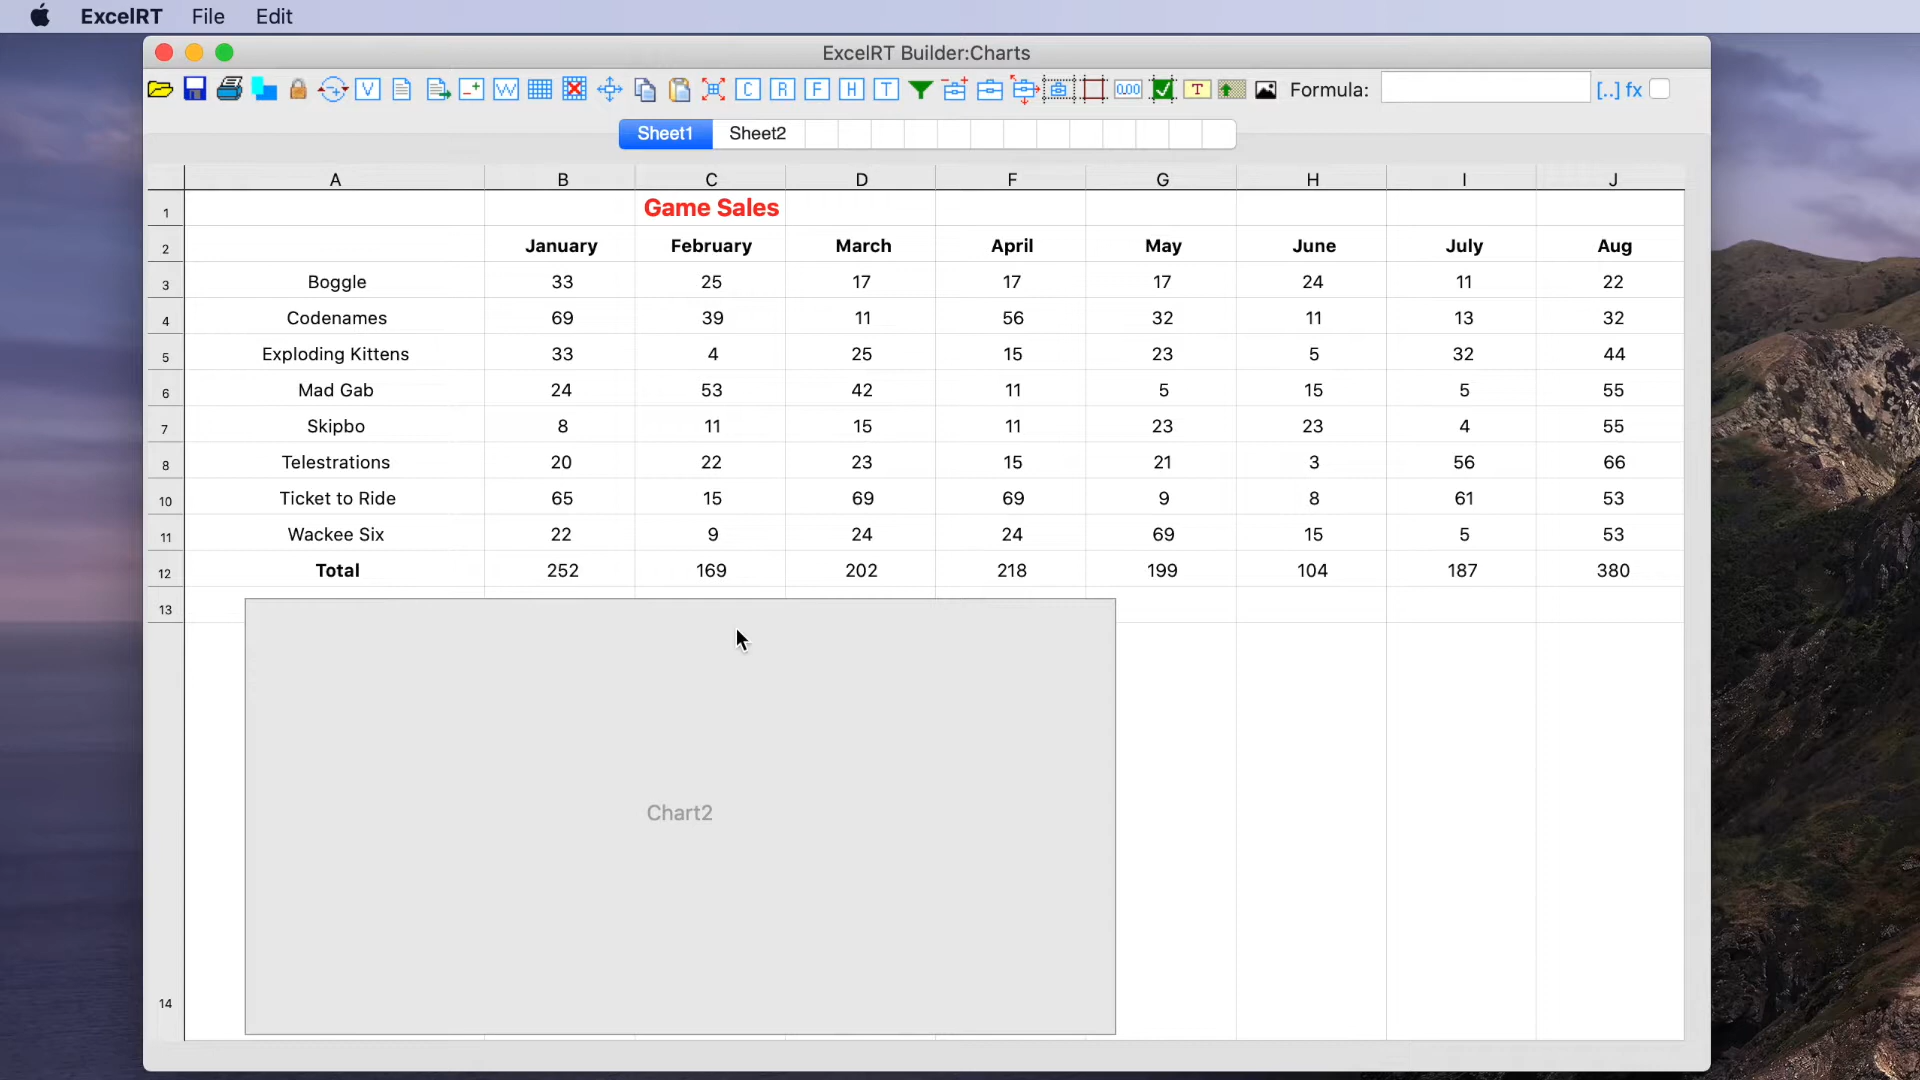 ExcelRT File Edit
ExcelRT Builder:Charts
V W C R F H T 0.00 T Formula: [..] fx
Sheet1 Sheet2
A B C D F G H I J
1 Game Sales
2 January February March April May June July Aug
3 Boggle 33 25 17 17 17 24 11 22
4 Codenames 69 39 11 56 32 11 13 32
5 Exploding Kittens 33 4 25 15 23 5 32 44
6 Mad Gab 24 53 42 11 5 15 5 55
7 Skipbo 8 11 15 11 23 23 4 55
8 Telestrations 20 22 23 15 21 3 56 66
10 Ticket to Ride 65 15 69 69 9 8 61 53
11 Wackee Six 22 9 24 24 69 15 5 53
12 Total 252 169 202 218 199 104 187 380
13
Chart2
14